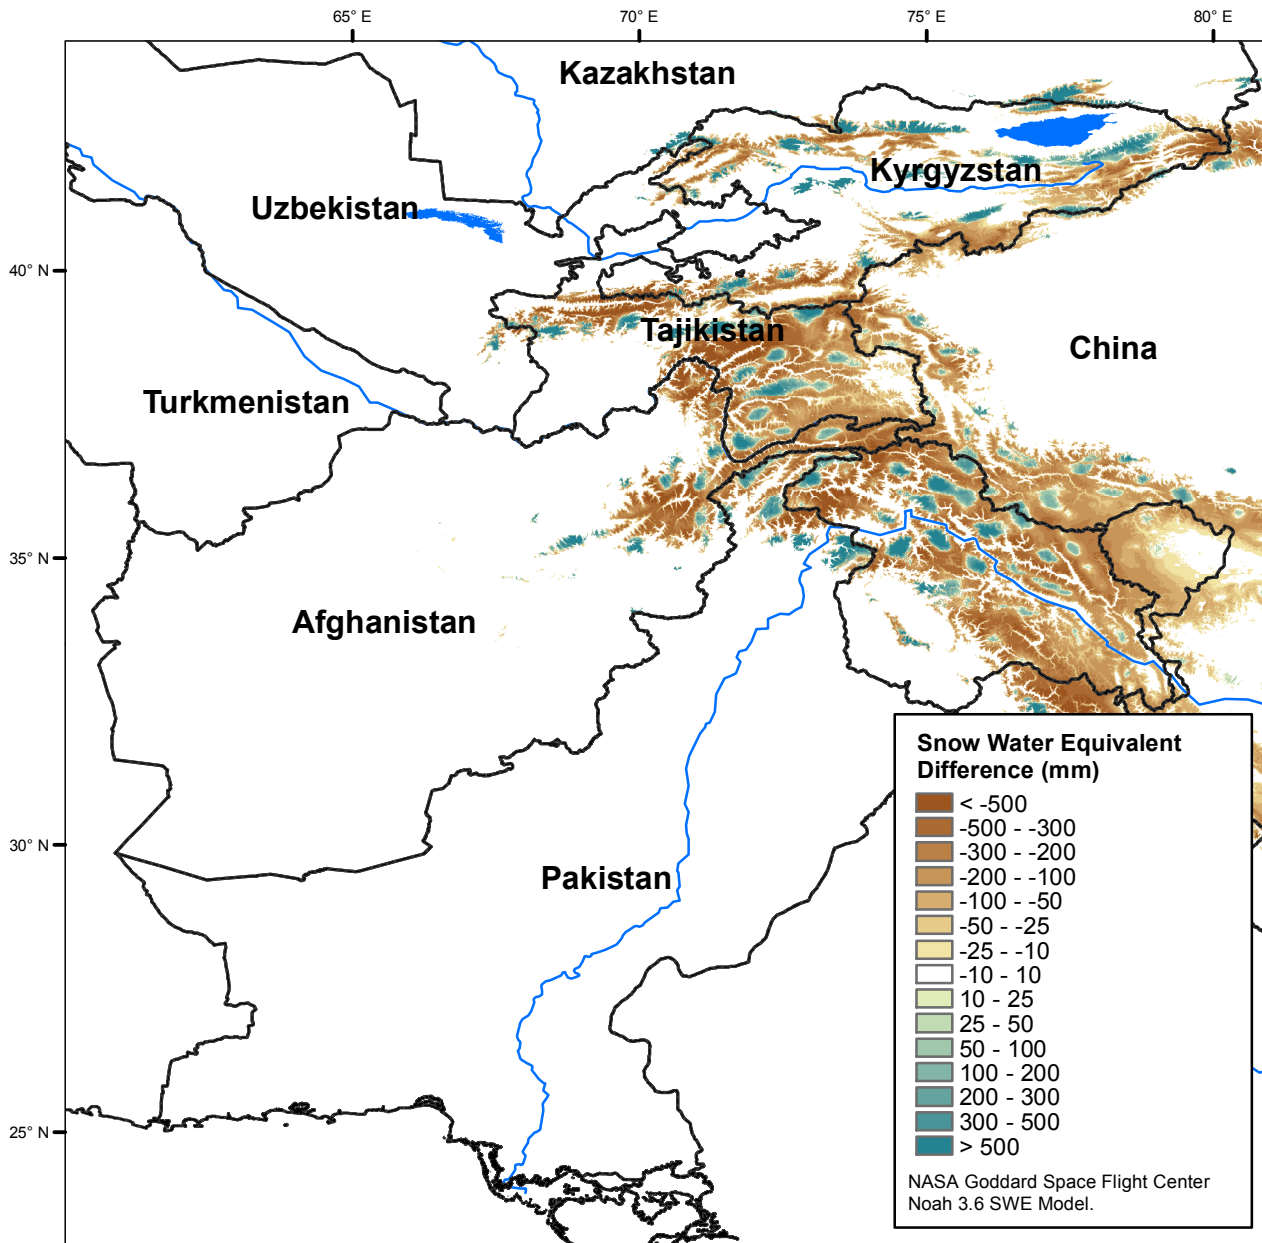 65° E
70° E
75° E
80° E
Kazakhstan
Kyrgyzstan
Uzbekistan
40° N
Tajikistan
China
Turkmenistan
35° N
Afghanistan
30° N
Pakistan
25° N
Snow Water Equivalent
Difference (mm)
< -500
-500 - -300
-300 - -200
-200 - -100
-100 - -50
-50 - -25
-25 - -10
-10 - 10
10 - 25
25 - 50
50 - 100
100 - 200
200 - 300
300 - 500
> 500
NASA Goddard Space Flight Center
Noah 3.6 SWE Model.